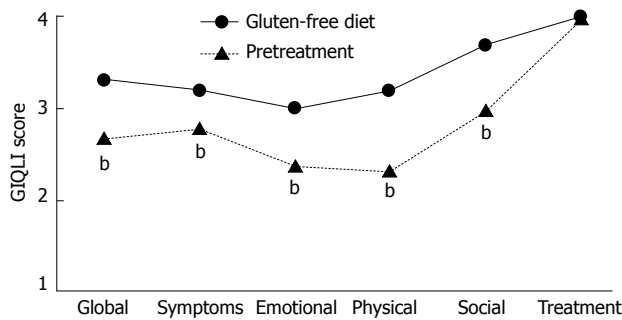 4
Gluten-free diet
Pretreatment
3
GIQLI score
b
b
b
b
b
2
1
Global Symptoms Emotional Physical Social Treatment